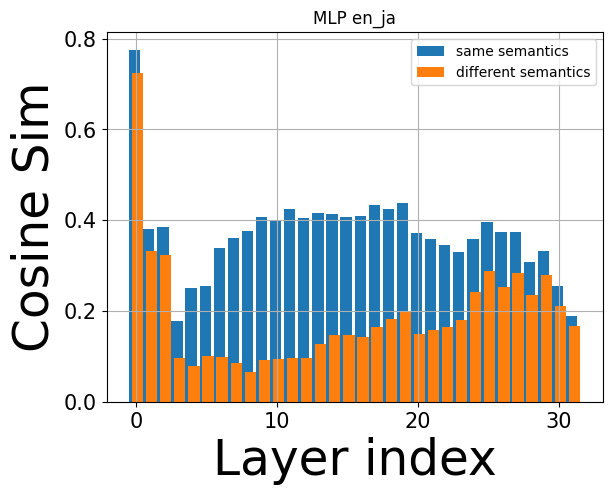 MLP en_ja
same semantics
different semantics
Cosine Sim
0.8
0.6
0.4
0.2
0.0
0 10 20 30
Layer index